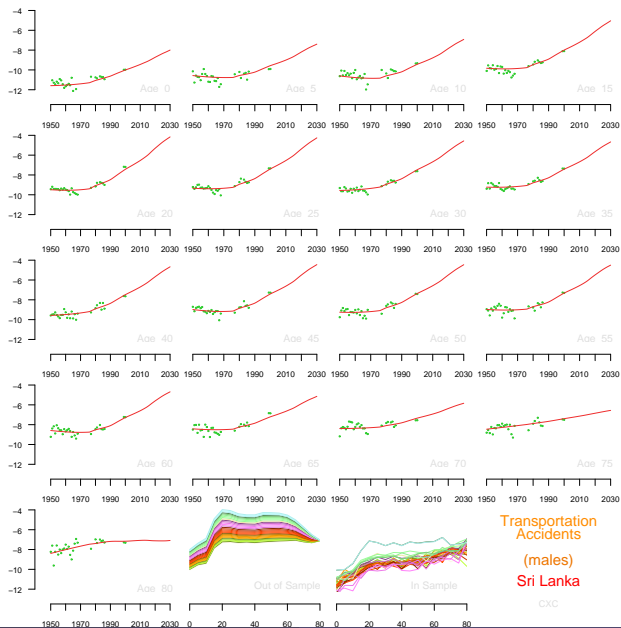 -4
-6
-8
-10
-12
Age 0
Age 5
Age 10
Age 15
1950 1970 1990 2010 2030
1950 1970 1990 2010 2030
1950 1970 1990 2010 2030
1950 1970 1990 2010 2030
-4
-6
-8
-10
-12
Age 20
Age 25
Age 30
Age 35
1950 1970 1990 2010 2030
1950 1970 1990 2010 2030
1950 1970 1990 2010 2030
1950 1970 1990 2010 2030
-4
-6
-8
-10
-12
Age 40
Age 45
Age 50
Age 55
1950 1970 1990 2010 2030
1950 1970 1990 2010 2030
1950 1970 1990 2010 2030
1950 1970 1990 2010 2030
-4
-6
-8
-10
-12
Age 60
Age 65
Age 70
Age 75
1950 1970 1990 2010 2030
1950 1970 1990 2010 2030
1950 1970 1990 2010 2030
1950 1970 1990 2010 2030
-4
-6
-8
-10
-12
Age 80
Out of Sample
In Sample
Transportation
Accidents
(males)
Sri Lanka
CXC
1950 1970 1990 2010 2030
0 20 40 60 80
0 20 40 60 80